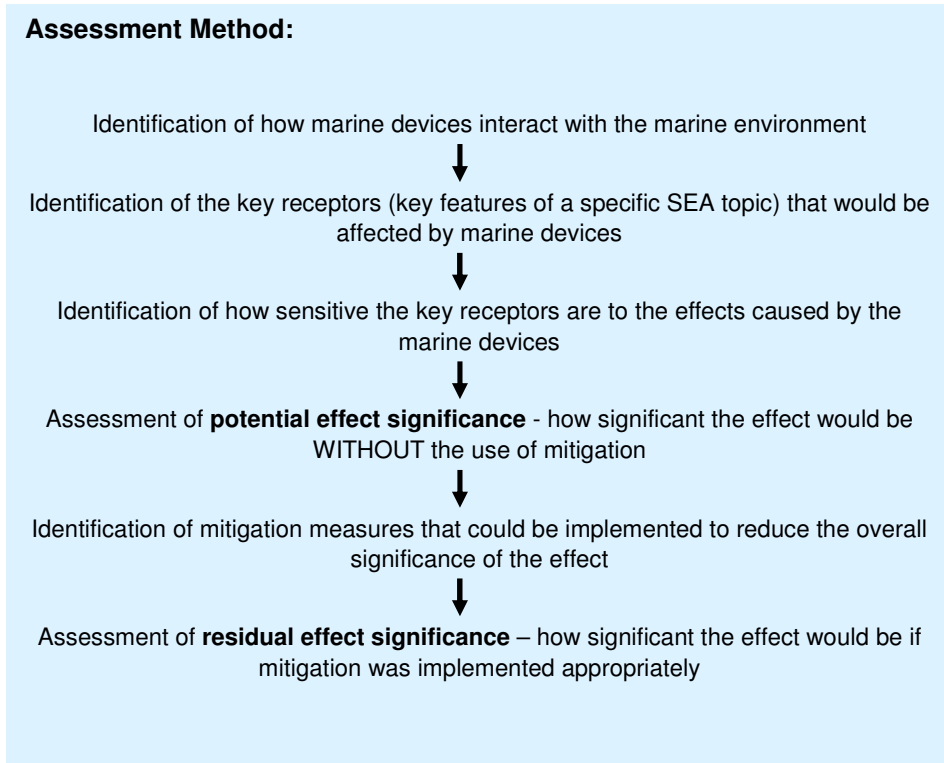 Assessment Method:
Identification of how marine devices interact with the marine environment
Identification of the key receptors (key features of a specific SEA topic) that would be
affected by marine devices
Identification of how sensitive the key receptors are to the effects caused by the
marine devices
Assessment of potential effect significance - how significant the effect would be
WITHOUT the use of mitigation
Identification of mitigation measures that could be implemented to reduce the overall
significance of the effect
Assessment of residual effect significance – how significant the effect would be if
mitigation was implemented appropriately